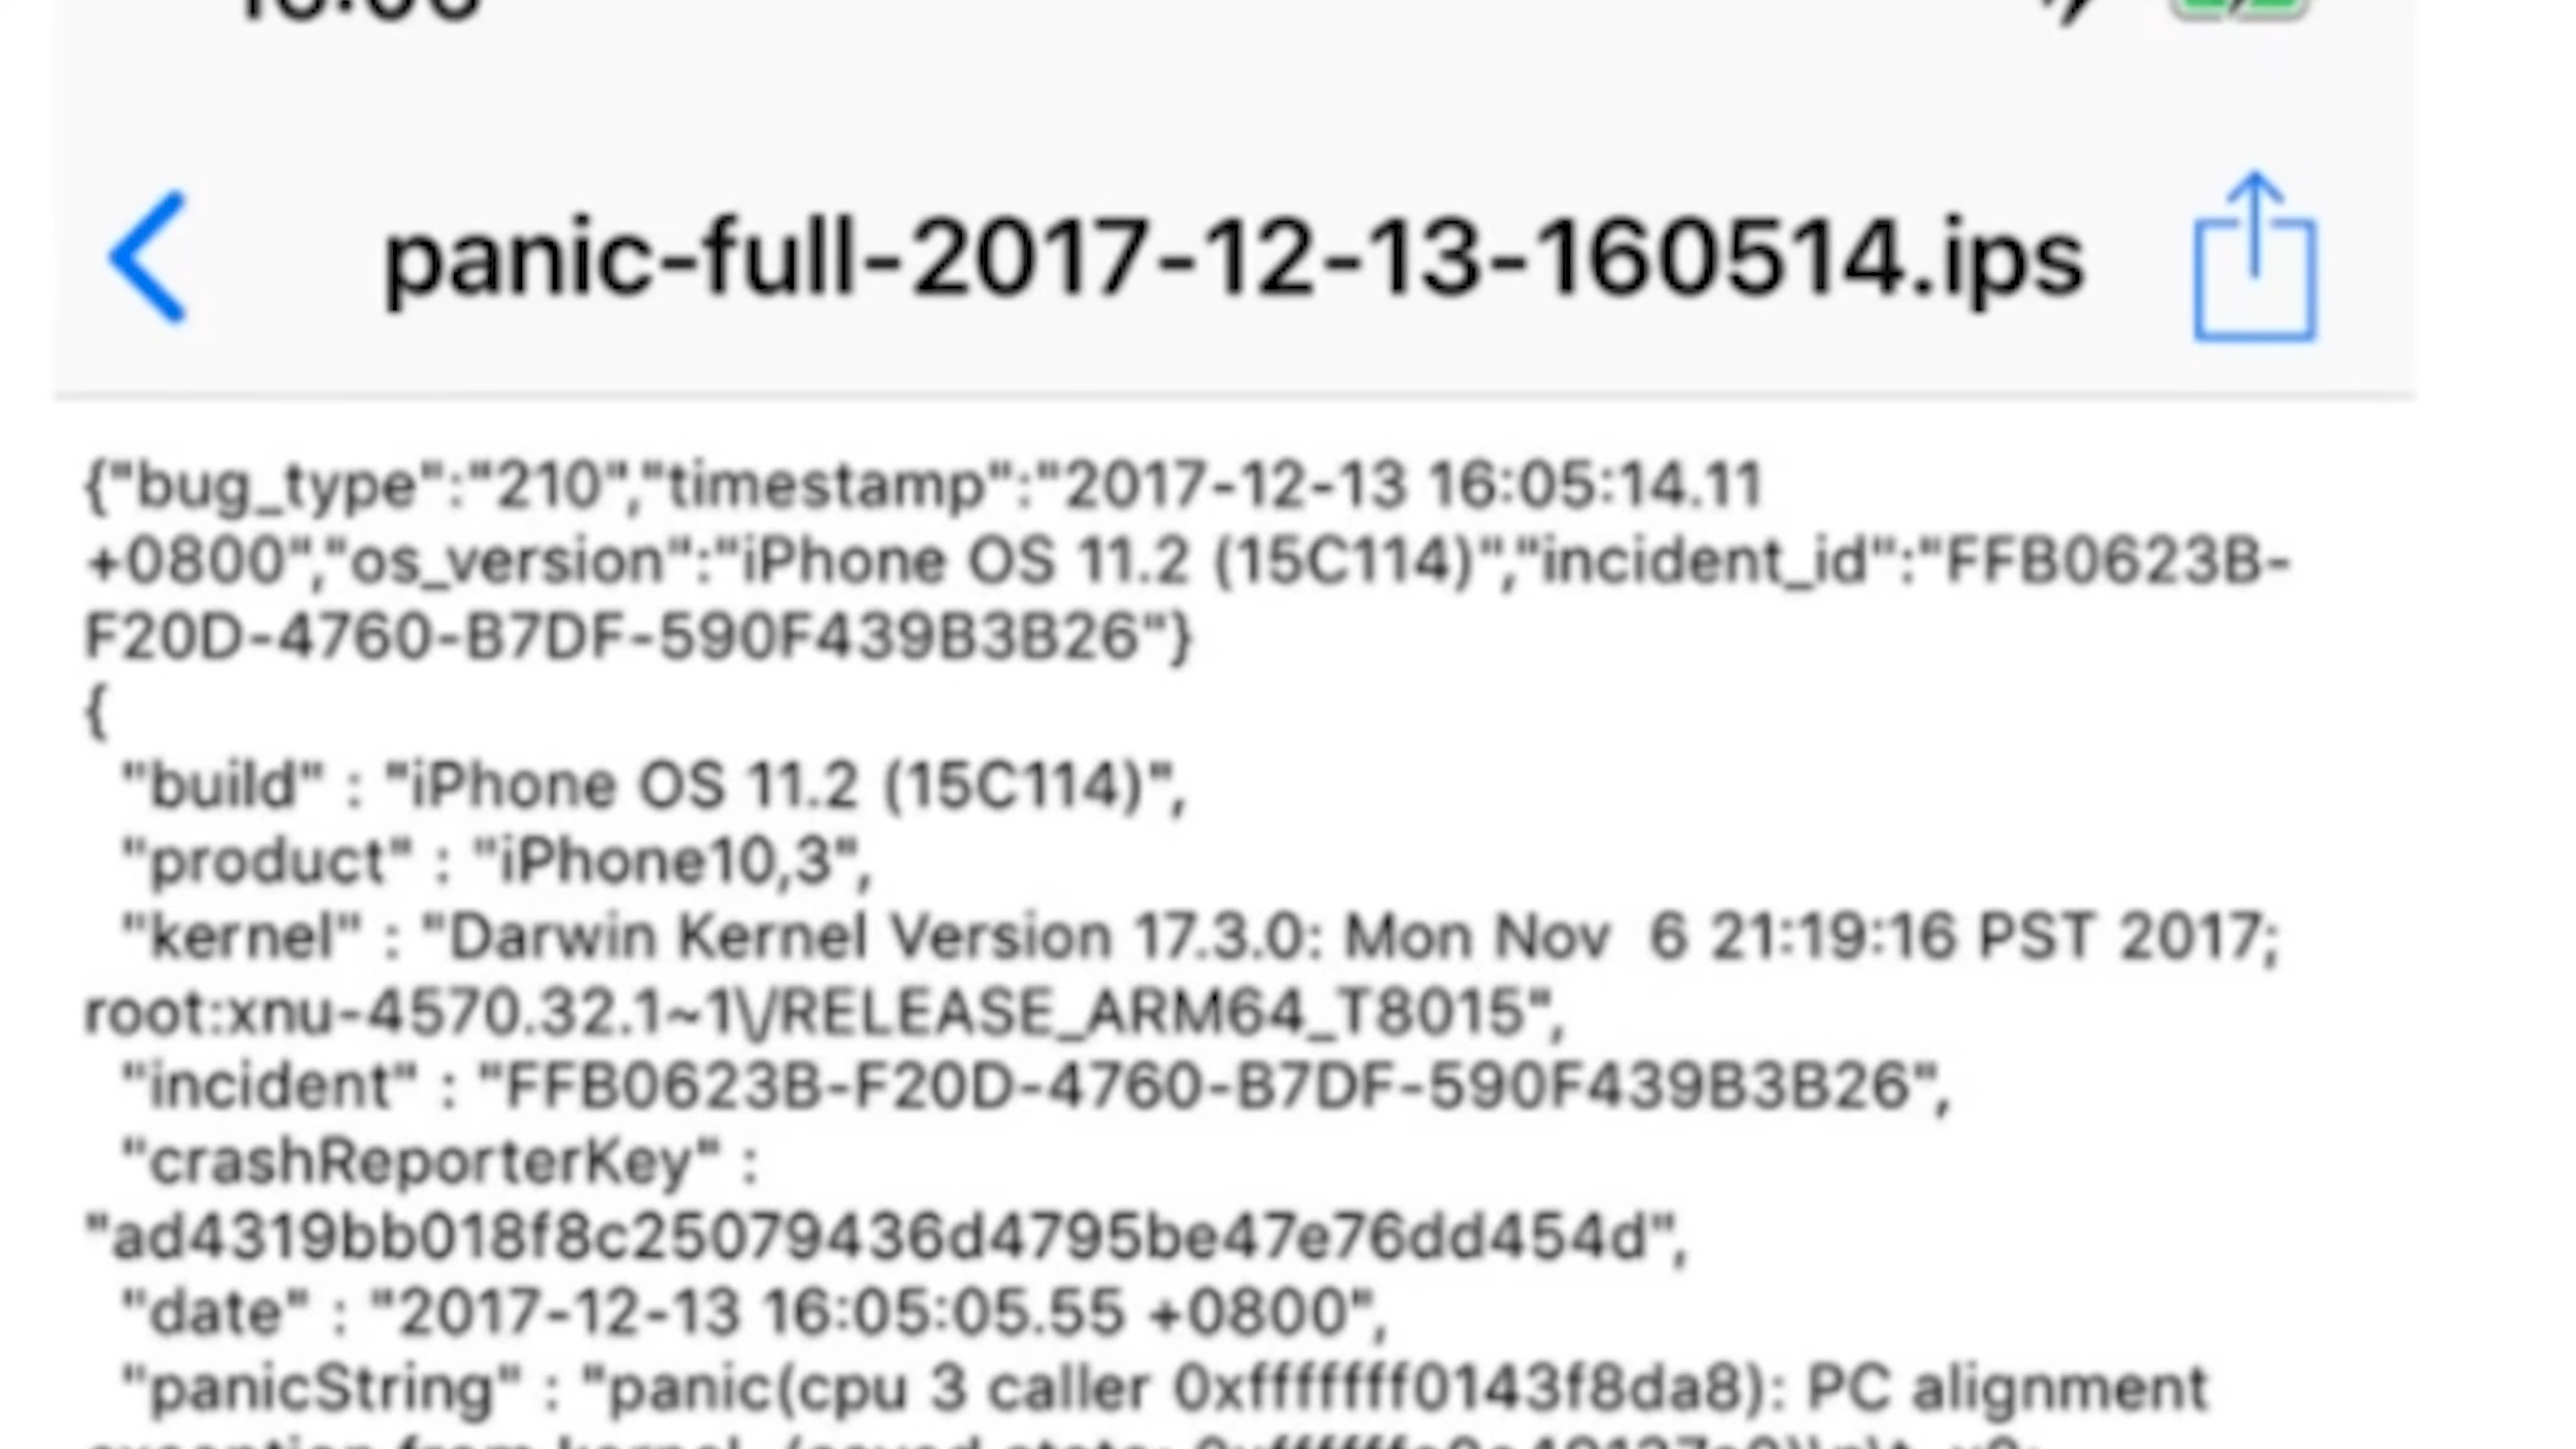 panic-full-2017-12-13-160514.ips
{"bug_type":"210","timestamp":"2017-12-13 16:05:14.11
+0800","os_version":"iPhone OS 11.2 (15C114)","incident_id":"FFB0623B-
F20D-4760-B7DF-590F439B3B26"}
{
"build" : "iPhone OS 11.2 (15C114)",
"product" : "iPhone10,3",
"kernel" : "Darwin Kernel Version 17.3.0: Mon Nov  6 21:19:16 PST 2017;
root:xnu-4570.32.1~1\/RELEASE_ARM64_T8015",
"incident" : "FFB0623B-F20D-4760-B7DF-590F439B3B26",
"crashReporterKey" :
"ad4319bb018f8c25079436d4795be47e76dd454d",
"date" : "2017-12-13 16:05:05.55 +0800",
"panicString" : "panic(cpu 3 caller 0xfffffff0143f8da8): PC alignment